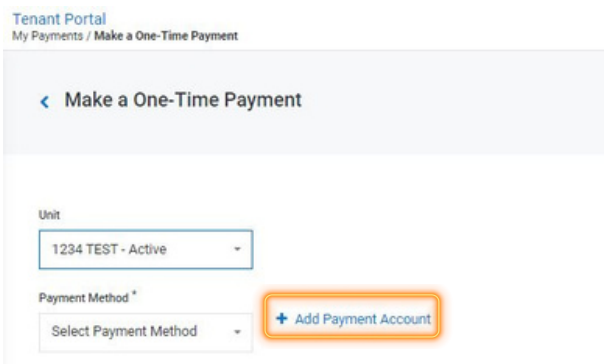 Tenant Portal
My Payments / Make a One-Time Payment
Make a One-Time Payment
Unit
1234 TEST - Active
Payment Method *
Select Payment Method
+ Add Payment Account